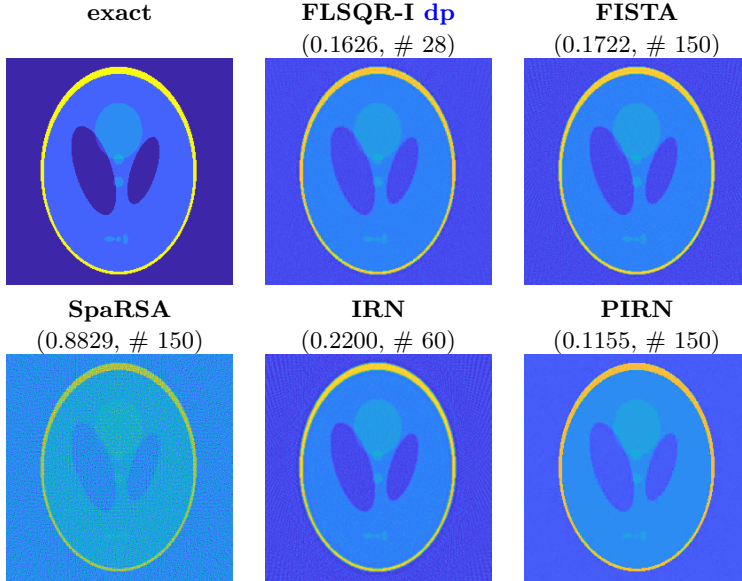 exact
FLSQR-I dp
(0.1626, # 28)
FISTA
(0.1722, # 150)
SpaRSA
(0.8829, # 150)
IRN
(0.2200, # 60)
PIRN
(0.1155, # 150)